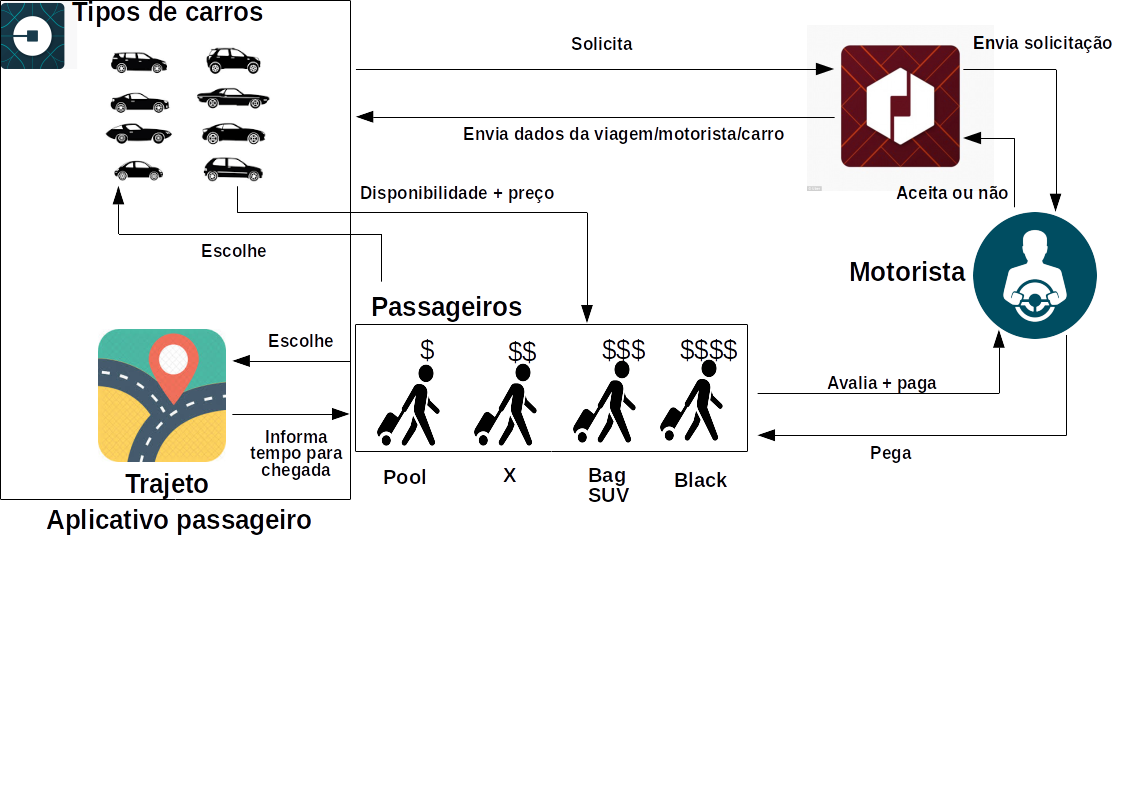 Tipos de carros
Solicita
Envia solicitação
Envia dados da viagem/motorista/carro
Disponibilidade + preço
Aceita ou não
Escolhe
Motorista
Passageiros
Escolhe
$
$$
$$$
$$$$
Avalia + paga
Informa
tempo para
chegada
Pega
Pool
X
Bag
SUV
Black
Trajeto
Aplicativo passageiro